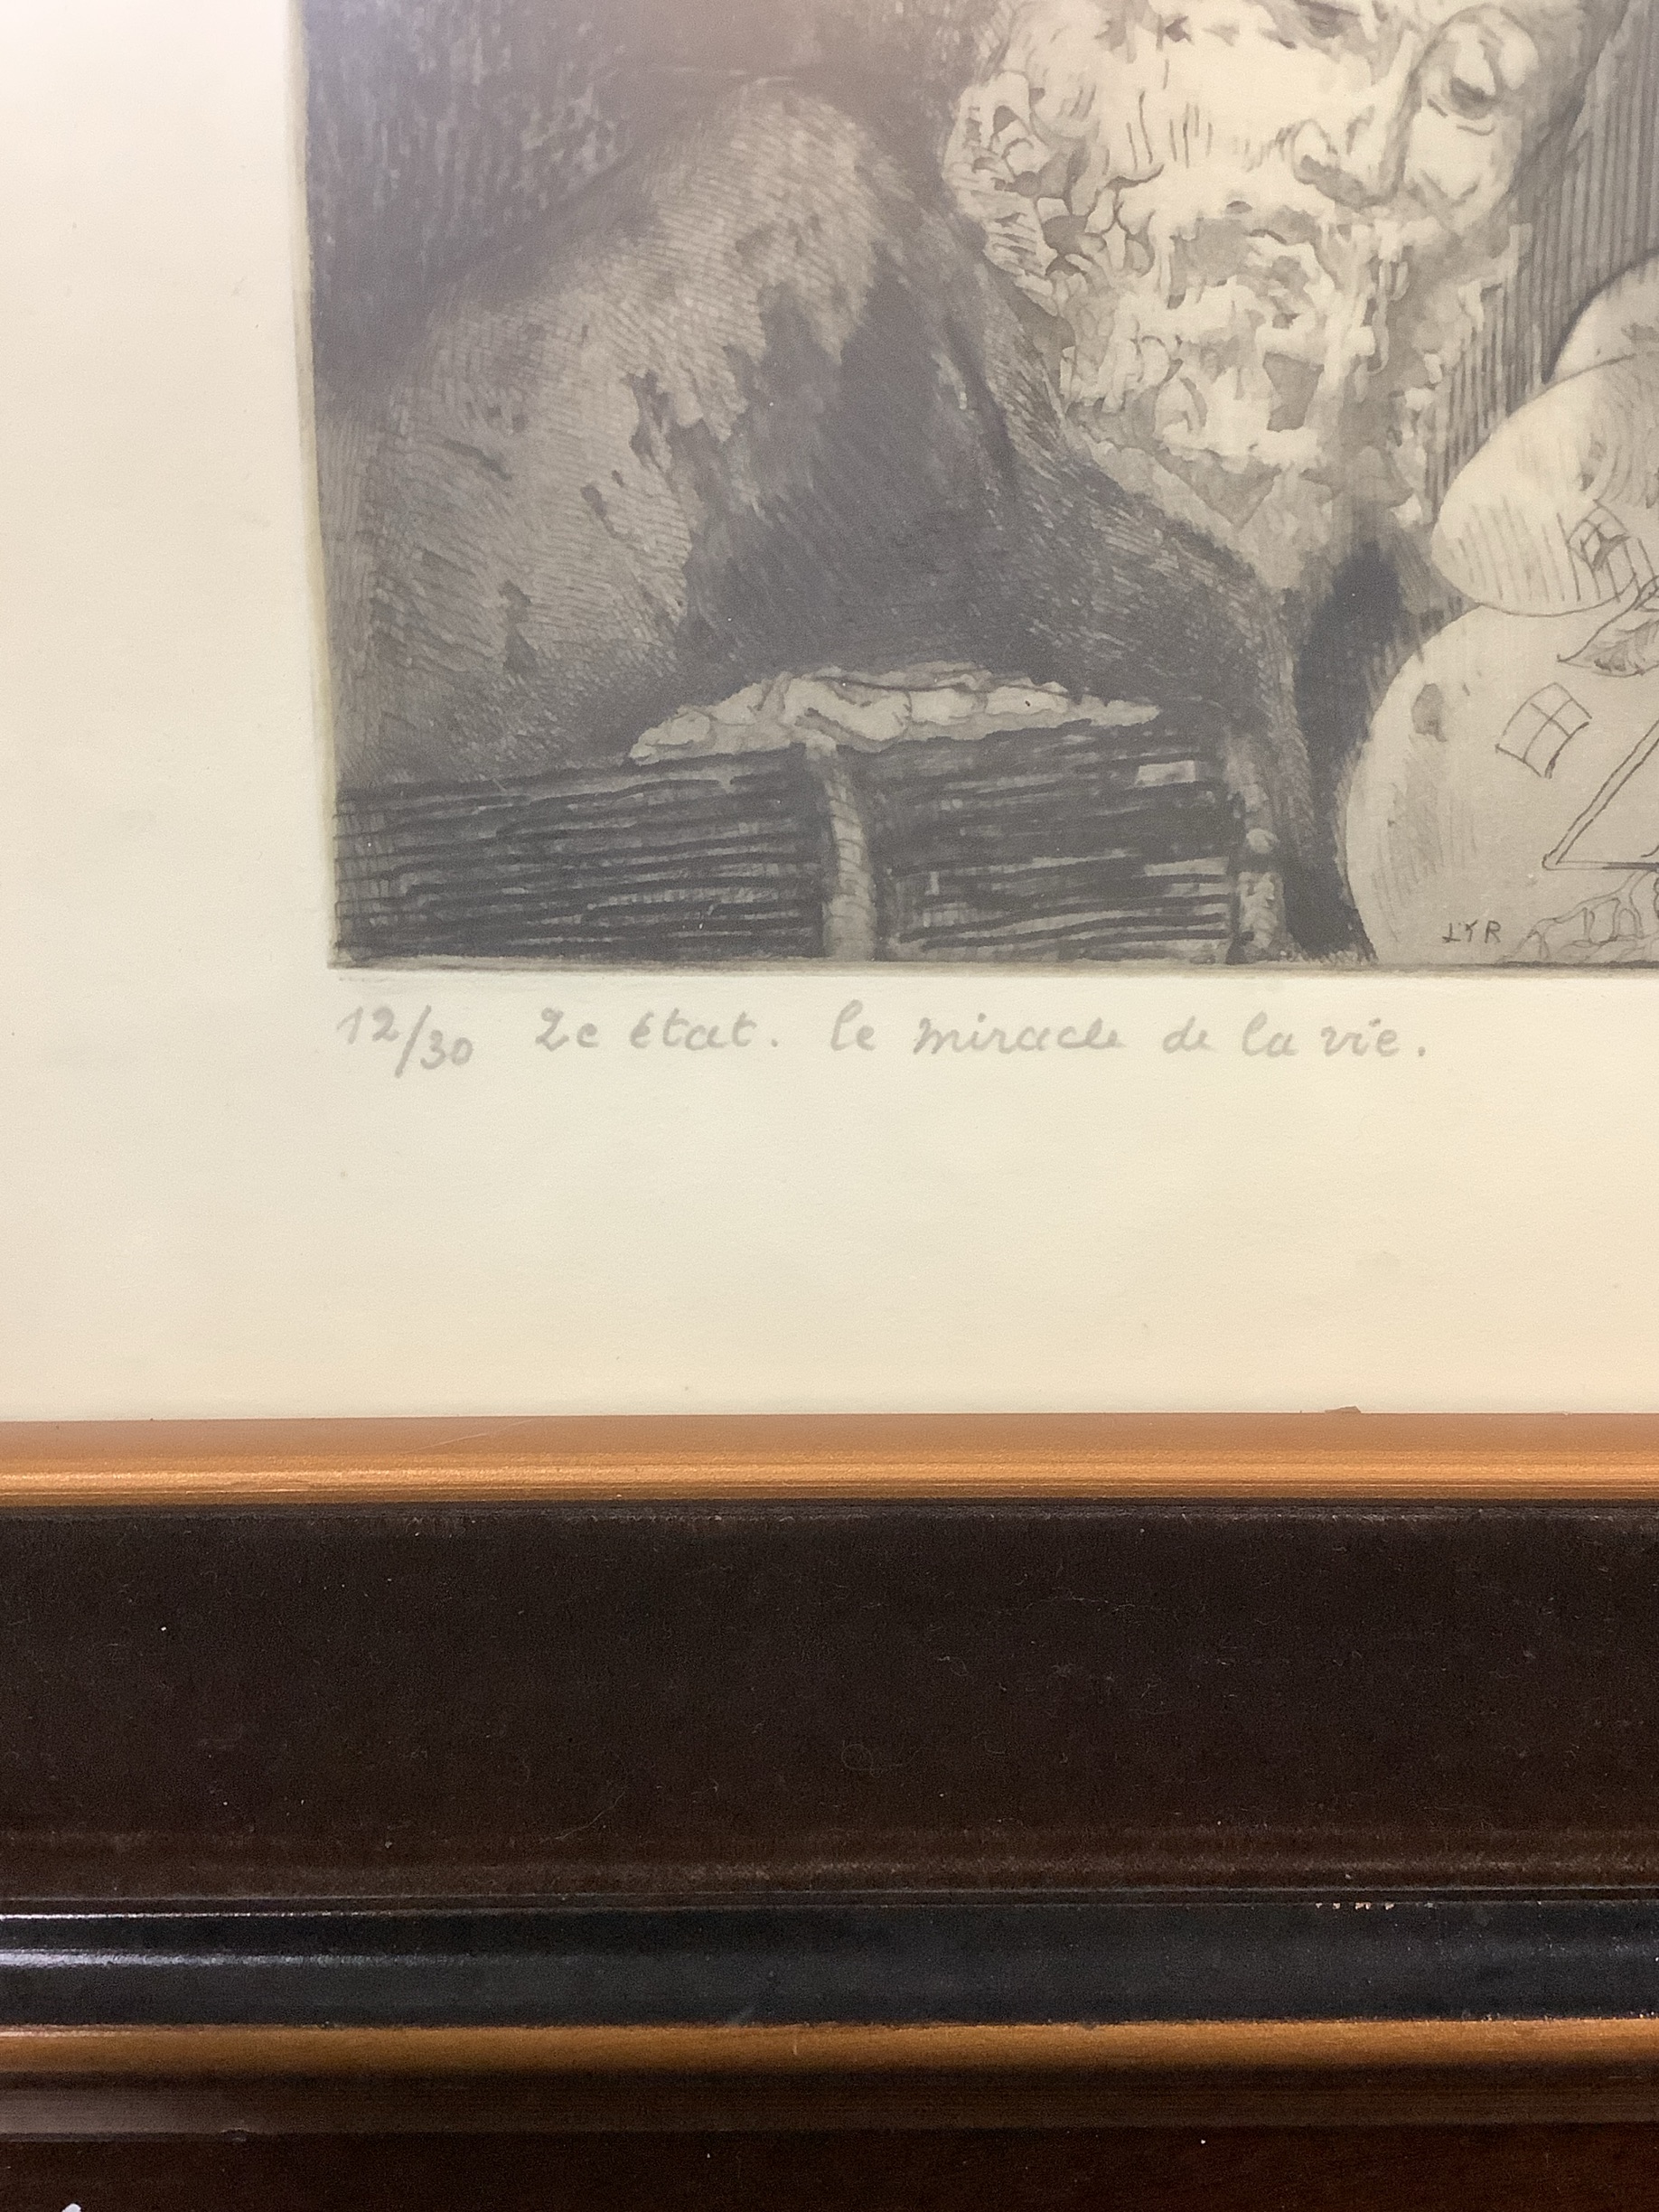 LYR
12/30 2e état. le miracle de la vie.